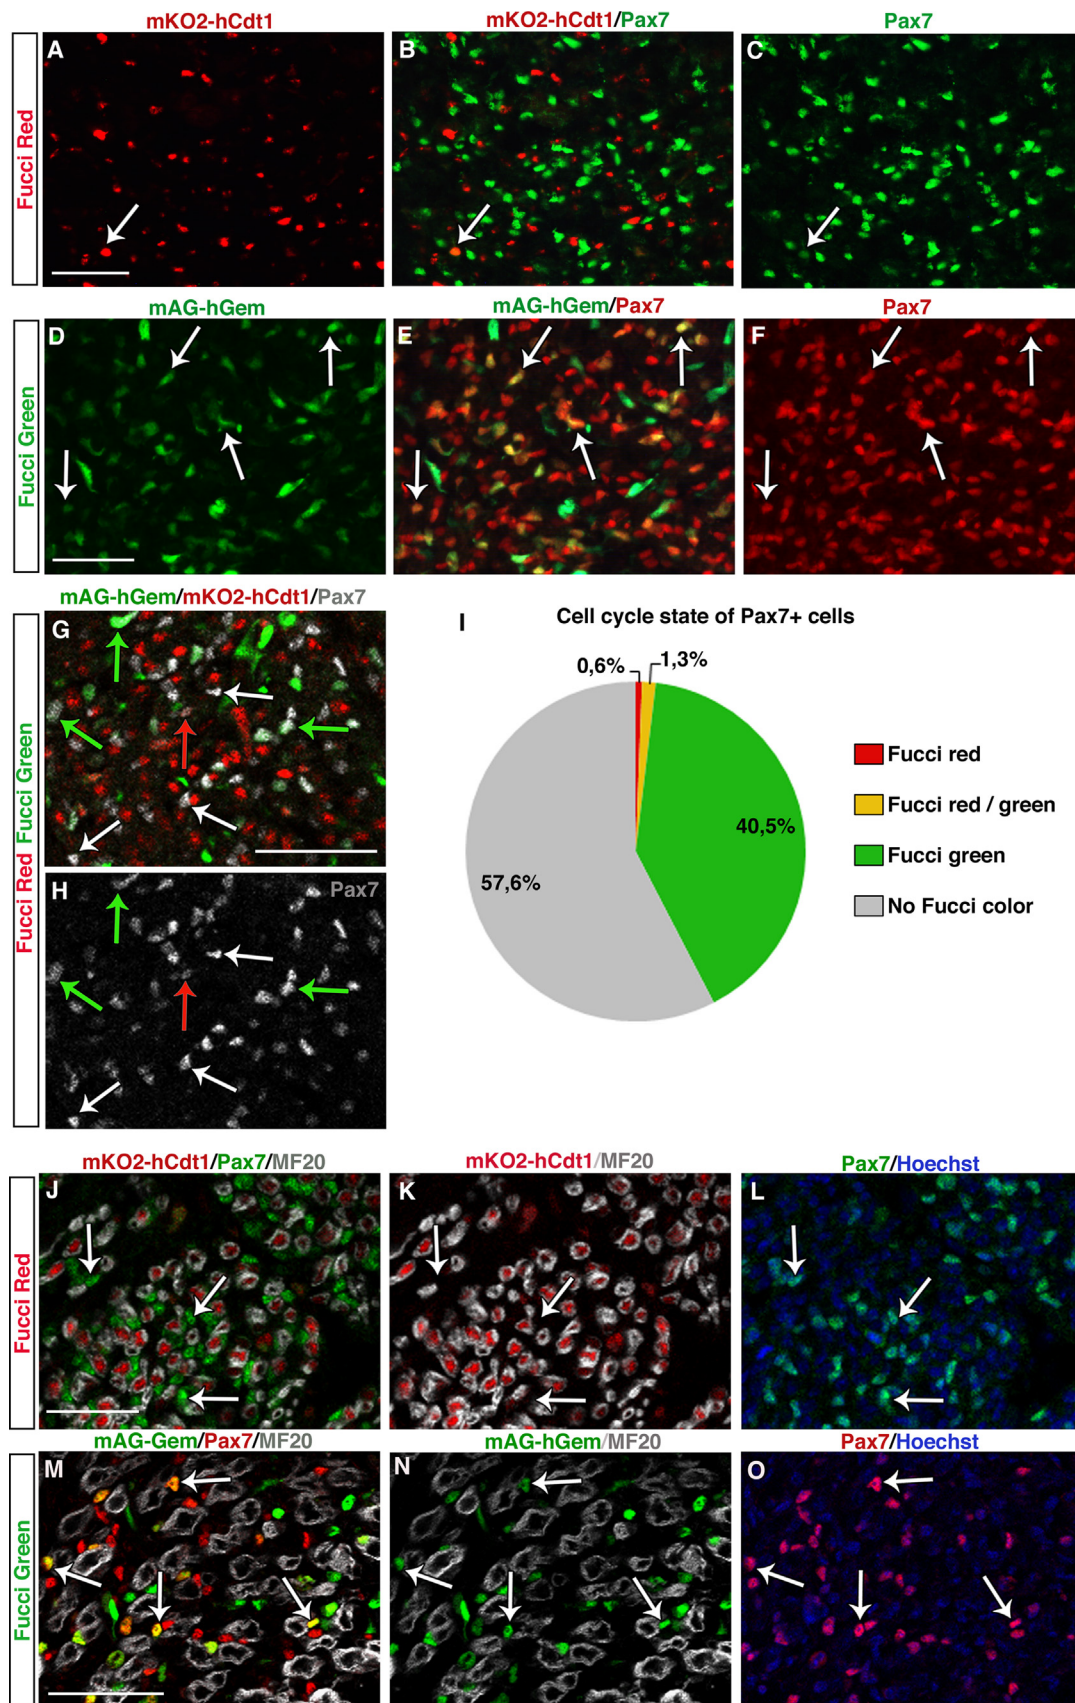 mKO2-hCdt1
mKO2-hCdt1/Pax7
Pax7
Fucci Red
A
B
C
mAG-hGem
mAG-hGem/Pax7
Pax7
Fucci Green
D
E
F
mAG-hGem/mKO2-hCdt1/Pax7
Fucci Red Fucci Green
G
H
Pax7
I
Cell cycle state of Pax7+ cells
0,6%
1,3%
40,5%
57,6%
Fucci red
Fucci red / green
Fucci green
No Fucci color
mKO2-hCdt1/Pax7/MF20
mKO2-hCdt1/MF20
Pax7/Hoechst
Fucci Red
J
K
L
mAG-Gem/Pax7/MF20
mAG-hGem/MF20
Pax7/Hoechst
Fucci Green
M
N
O